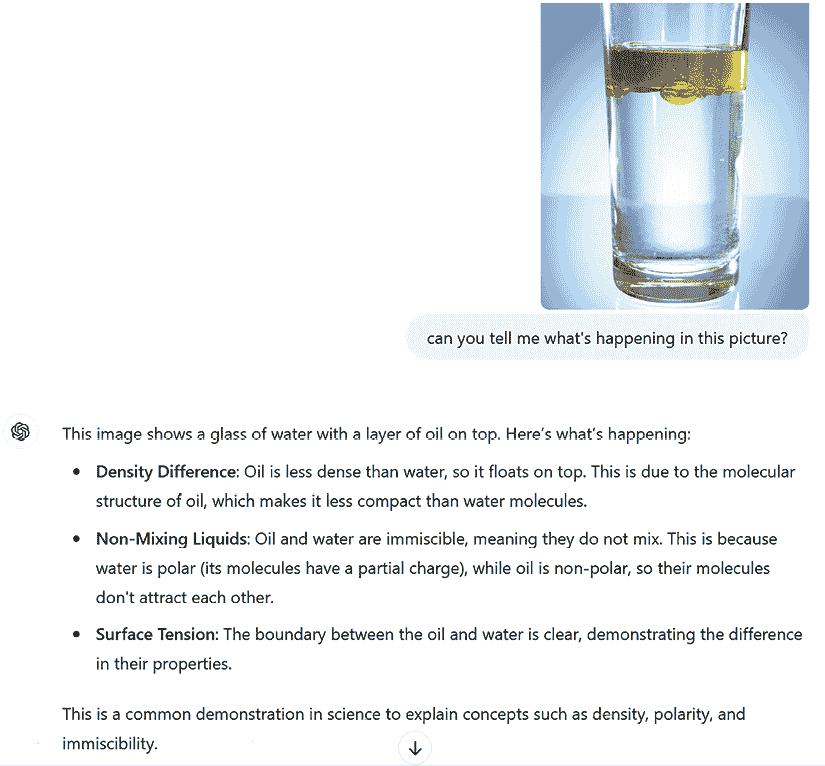 can you tell me what's happening in this picture?
This image shows a glass of water with a layer of oil on top. Here's what's happening:
• Density Difference: Oil is less dense than water, so it floats on top. This is due to the molecular
structure of oil, which makes it less compact than water molecules.
• Non-Mixing Liquids: Oil and water are immiscible, meaning they do not mix. This is because
water is polar (its molecules have a partial charge), while oil is non-polar, so their molecules
don't attract each other.
• Surface Tension: The boundary between the oil and water is clear, demonstrating the difference
in their properties.
This is a common demonstration in science to explain concepts such as density, polarity, and
immiscibility.